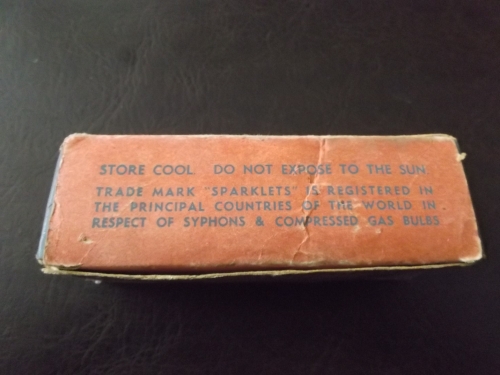 STORE COOL. DO NOT EXPOSE TO THE SUN.
TRADE MARK "SPARKLETS" IS REGISTERED IN
THE PRINCIPAL COUNTRIES OF THE WORLD IN
RESPECT OF SYPHONS & COMPRESSED GAS BULBS